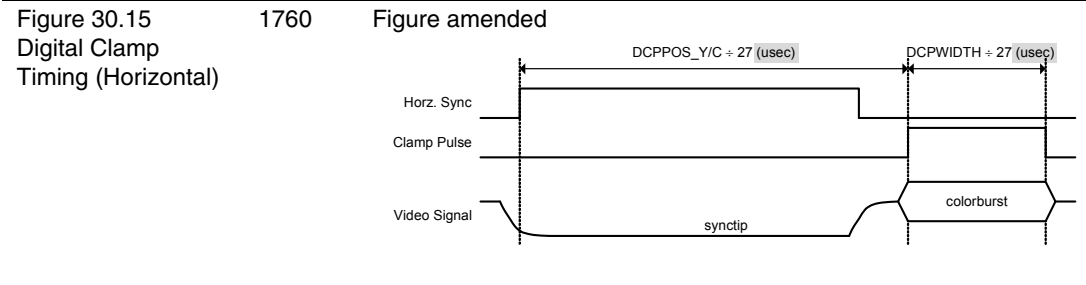 Figure 30.15 1760 Figure amended
Digital Clamp
Timing (Horizontal)
DCPPOS_Y/C ÷ 27 (usec) DCPWIDTH ÷ 27 (usec)
Horz. Sync
Clamp Pulse
Video Signal
synctip
colorburst